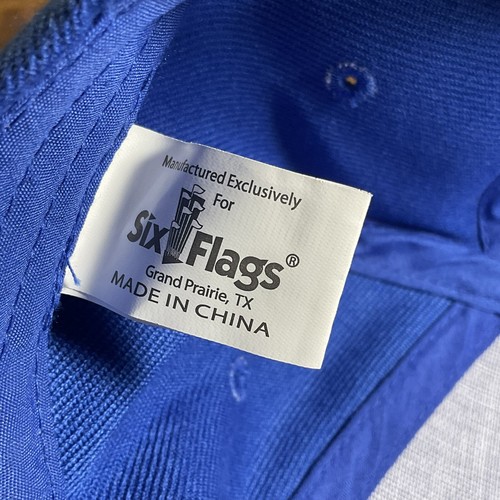 Manufactured Exclusively
For
Six Flags®
Grand Prairie, TX
MADE IN CHINA